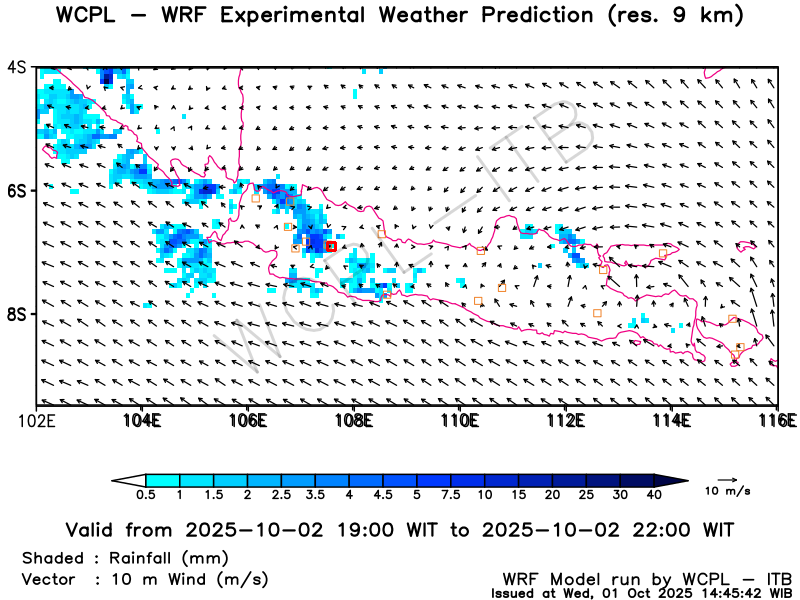 WCPL – WRF Experimental Weather Prediction (res. 9 km)
4S
6S
8S
WCPL–ITB
102E 104E 106E 108E 110E 112E 114E 116E
0.5 1 1.5 2 2.5 3.5 4 4.5 5 7.5 10 15 20 25 30 40
10 m/s
Valid from 2025-10-02 19:00 WIT to 2025-10-02 22:00 WIT
Shaded : Rainfall (mm)
Vector : 10 m Wind (m/s)
WRF Model run by WCPL – ITB
Issued at Wed, 01 Oct 2025 14:45:42 WIB